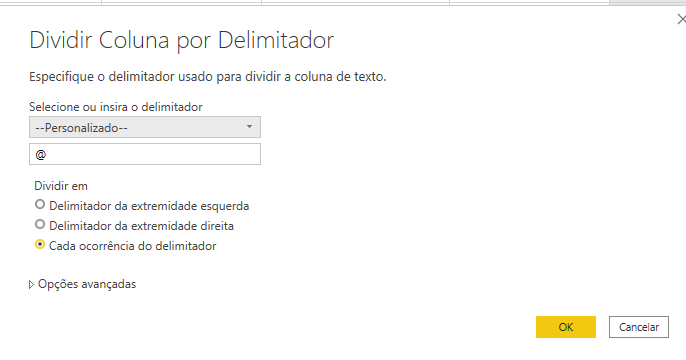 Dividir Coluna por Delimitador
Especifique o delimitador usado para dividir a coluna de texto.
Selecione ou insira o delimitador
--Personalizado--
@
Dividir em
Delimitador da extremidade esquerda
Delimitador da extremidade direita
Cada ocorrência do delimitador
Opções avançadas
OK
Cancelar